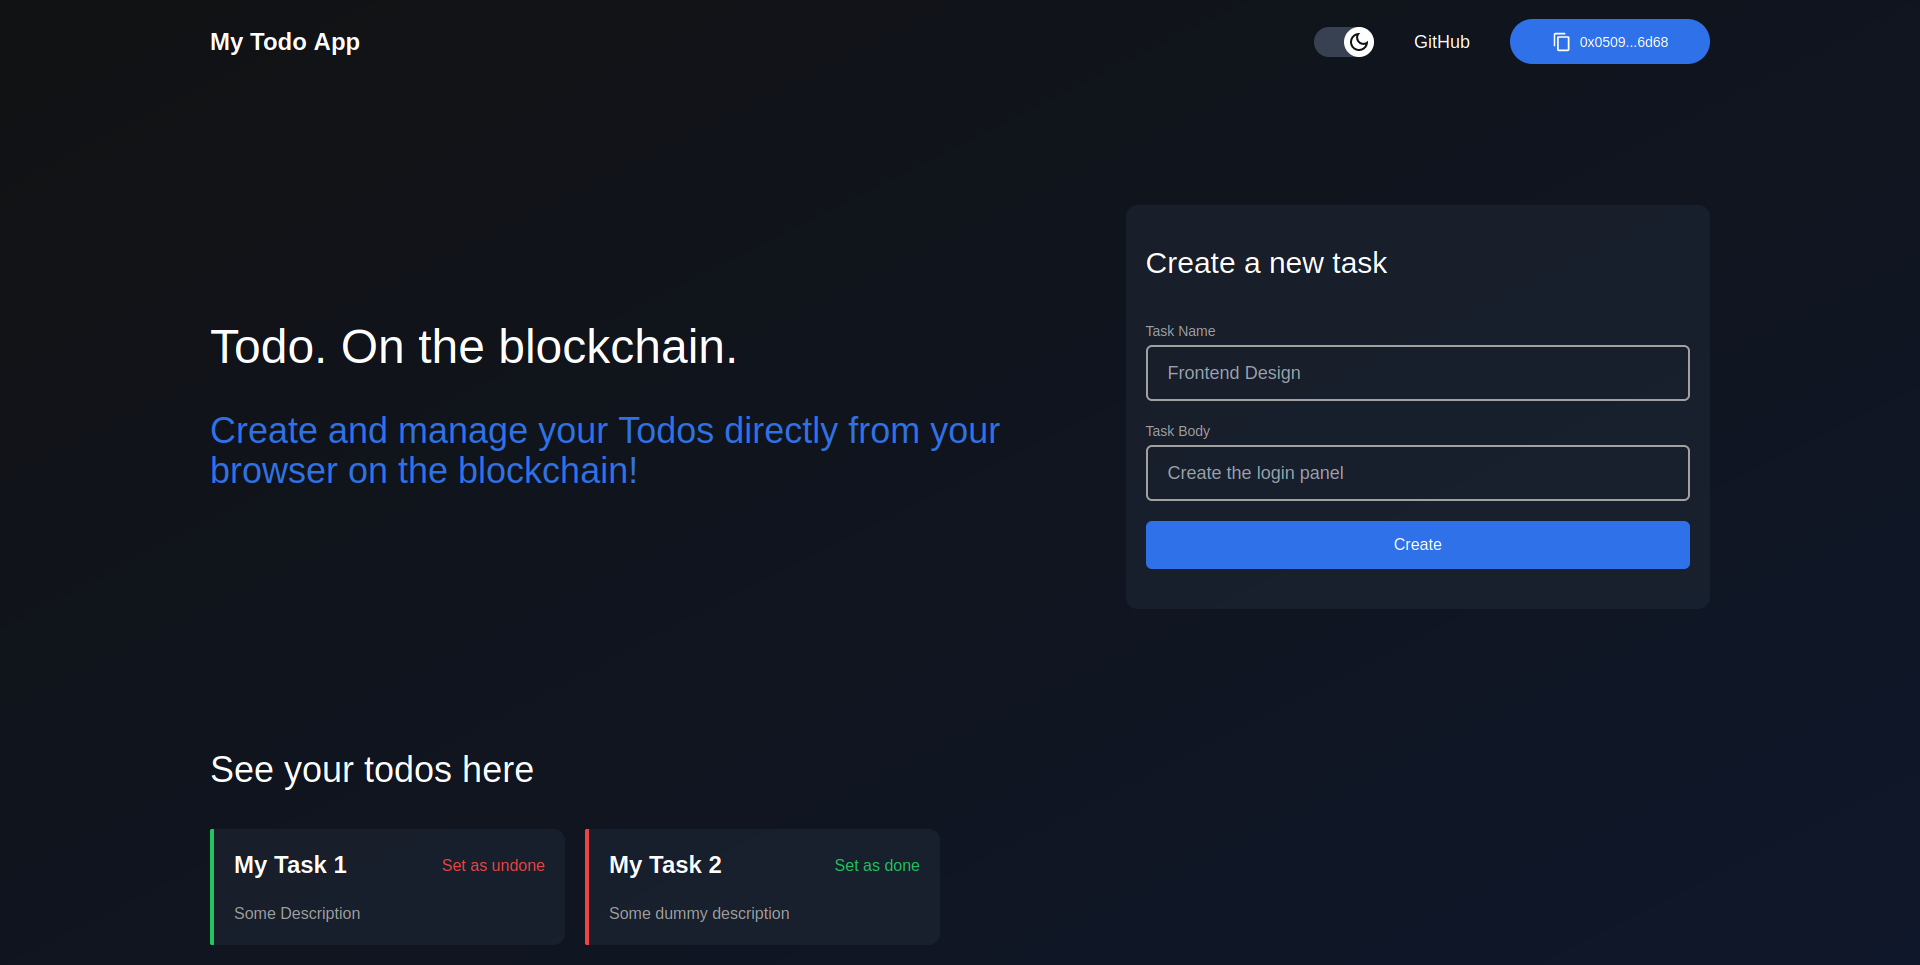 My Todo App
GitHub
0x0509...6d68
Todo. On the blockchain.
Create and manage your Todos directly from your
browser on the blockchain!
Create a new task
Task Name
Frontend Design
Task Body
Create the login panel
Create
See your todos here
My Task 1
Set as undone
Some Description
My Task 2
Set as done
Some dummy description